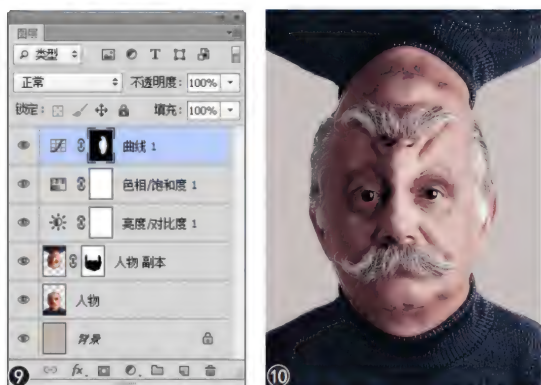 图层
类型
T
正常 不透明度: 100%
锁定: 填充: 100%
曲线 1
色相/饱和度 1
亮度/对比度 1
人物 副本
人物
背景
fx
9
10